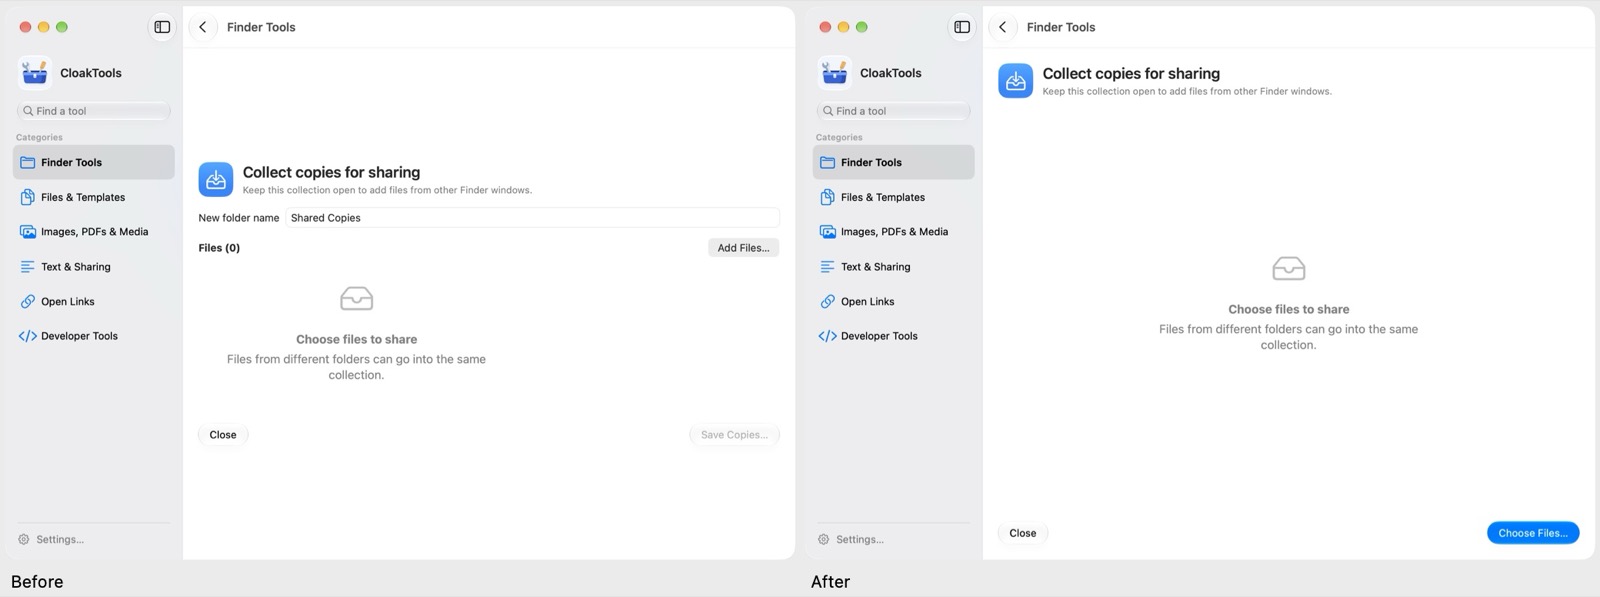 Finder Tools
CloakTools
Find a tool
Categories
Finder Tools
Files & Templates
Images, PDFs & Media
Text & Sharing
Open Links
Developer Tools
Settings...
Collect copies for sharing
Keep this collection open to add files from other Finder windows.
New folder name Shared Copies
Files (0) Add Files...
Choose files to share
Files from different folders can go into the same
collection.
Close Save Copies...
Before
Finder Tools
CloakTools
Find a tool
Categories
Finder Tools
Files & Templates
Images, PDFs & Media
Text & Sharing
Open Links
Developer Tools
Settings...
Collect copies for sharing
Keep this collection open to add files from other Finder windows.
Choose files to share
Files from different folders can go into the same
collection.
Close Choose Files...
After